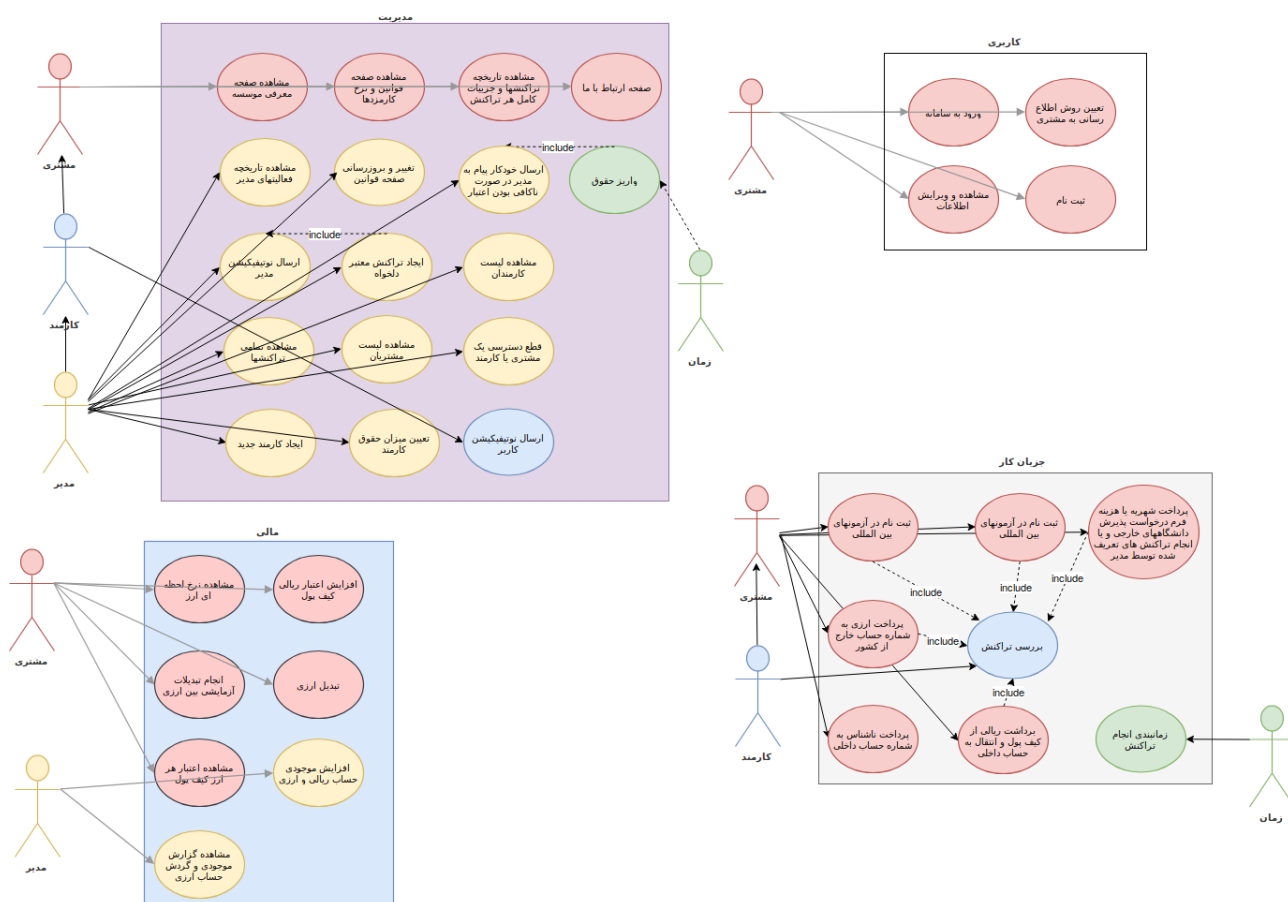 مدیریت
مشاهده صفحه
معرفی موسسه
مشاهده صفحه
قوانین و نرخ
کارمزدها
مشاهده تاریخچه
تراکنشها و جزییات
کامل هر تراکنش
صفحه ارتباط با ما
مشتری
مشاهده تاریخچه
فعالیتهای مدیر
تغییر و بروزرسانی
صفحه قوانین
ارسال خودکار پیام به
مدیر در صورت
ناکافی بودن اعتبار
include
واریز حقوق
include
ارسال نوتیفیکیشن
مدیر
ایجاد تراکنش معتبر
دلخواه
مشاهده لیست
کارمندان
کارمند
زمان
مشاهده تمامی
تراکنشها
مشاهده لیست
مشتریان
قطع دسترسی یک
مشتری یا کارمند
ایجاد کارمند جدید
تعیین میزان حقوق
کارمند
ارسال نوتیفیکیشن
کاربر
مدیر
کاربری
ورود به سامانه
تعیین روش اطلاع
رسانی به مشتری
مشاهده و ویرایش
اطلاعات
ثبت نام
مشتری
مالی
مشاهده نرخ لحظه
ای ارز
افزایش اعتبار ریالی
کیف پول
مشتری
انجام تبدیلات
آزمایشی بین ارزی
تبدیل ارزی
مشاهده اعتبار هر
ارز کیف پول
افزایش موجودی
حساب ریالی و ارزی
مدیر
مشاهده گزارش
موجودی و گردش
حساب ارزی
جزیان کار
ثبت نام در آزمونهای
بین المللی
ثبت نام در آزمونهای
بین المللی
پرداخت شهریه یا هزینه
فرم درخواست پذیرش
دانشگاههای خارجی و یا
انجام تراکنش های تعریف
شده توسط مدیر
مشتری
include
include
include
پرداخت ارزی به
شماره حساب خارج
از کشور
include
بررسی تراکنش
include
کارمند
پرداخت ناشناس به
شماره حساب داخلی
برداشت ریالی از
کیف پول و انتقال به
حساب داخلی
زمانبندی انجام
تراکنش
زمان